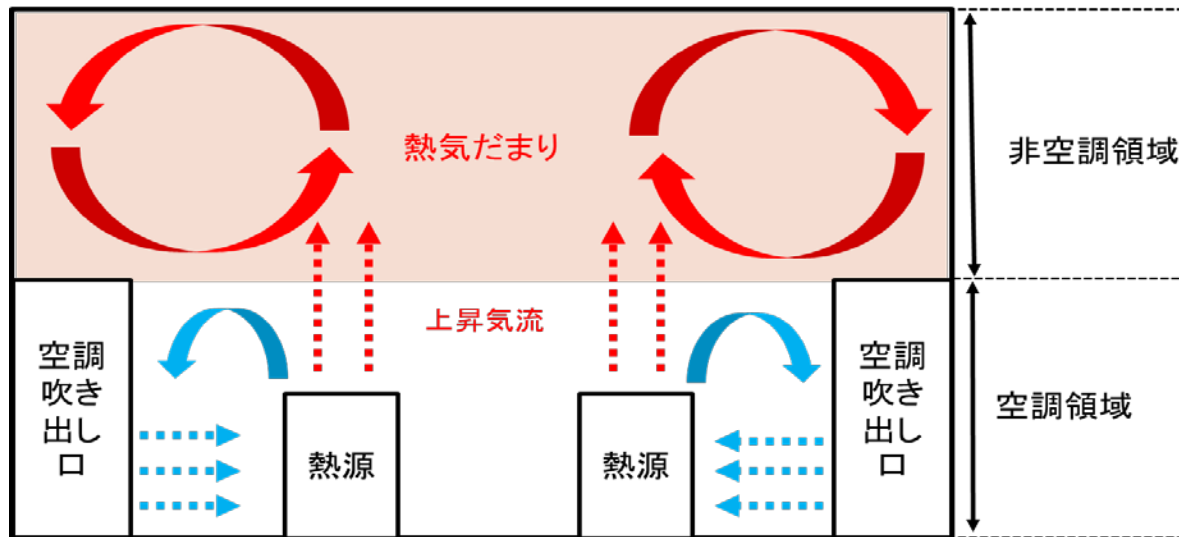 熱気だまり
非空調領域
上昇気流
空調
吹き
出し
口
熱源
熱源
空調
吹き
出し
口
空調領域